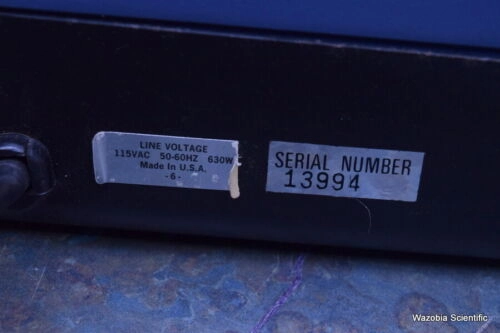 LINE VOLTAGE
115VAC 50-60HZ 630W
Made In U.S.A.
-6-
SERIAL NUMBER
13994
Wazobia Scientific